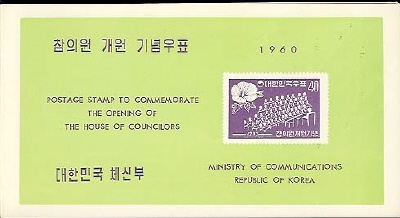 참의원 개원 기념우표
1960
POSTAGE STAMP TO COMMEMORATE
THE OPENING OF
THE HOUSE OF COUNCILORS
대한민국우표 40
참의원개원기념
대한민국 체신부
MINISTRY OF COMMUNICATIONS
REPUBLIC OF KOREA